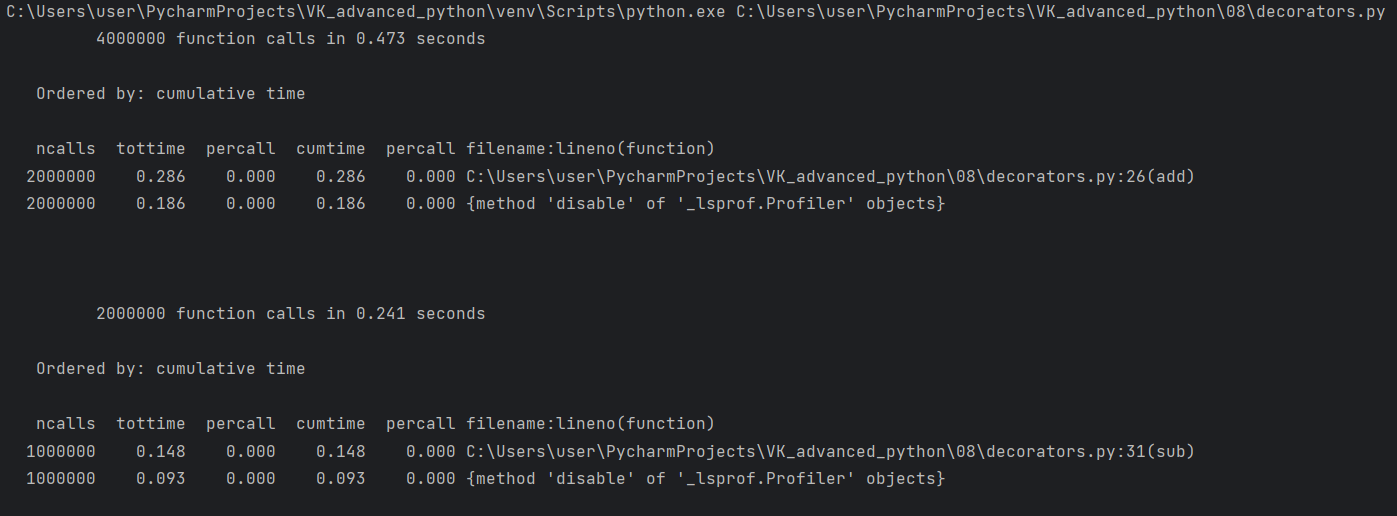 C:\Users\user\PycharmProjects\VK_advanced_python\venv\Scripts\python.exe C:\Users\user\PycharmProjects\VK_advanced_python\08\decorators.py
         4000000 function calls in 0.473 seconds

   Ordered by: cumulative time

   ncalls  tottime  percall  cumtime  percall filename:lineno(function)
  2000000    0.286    0.000    0.286    0.000 C:\Users\user\PycharmProjects\VK_advanced_python\08\decorators.py:26(add)
  2000000    0.186    0.000    0.186    0.000 {method 'disable' of '_lsprof.Profiler' objects}

         2000000 function calls in 0.241 seconds

   Ordered by: cumulative time

   ncalls  tottime  percall  cumtime  percall filename:lineno(function)
  1000000    0.148    0.000    0.148    0.000 C:\Users\user\PycharmProjects\VK_advanced_python\08\decorators.py:31(sub)
  1000000    0.093    0.000    0.093    0.000 {method 'disable' of '_lsprof.Profiler' objects}